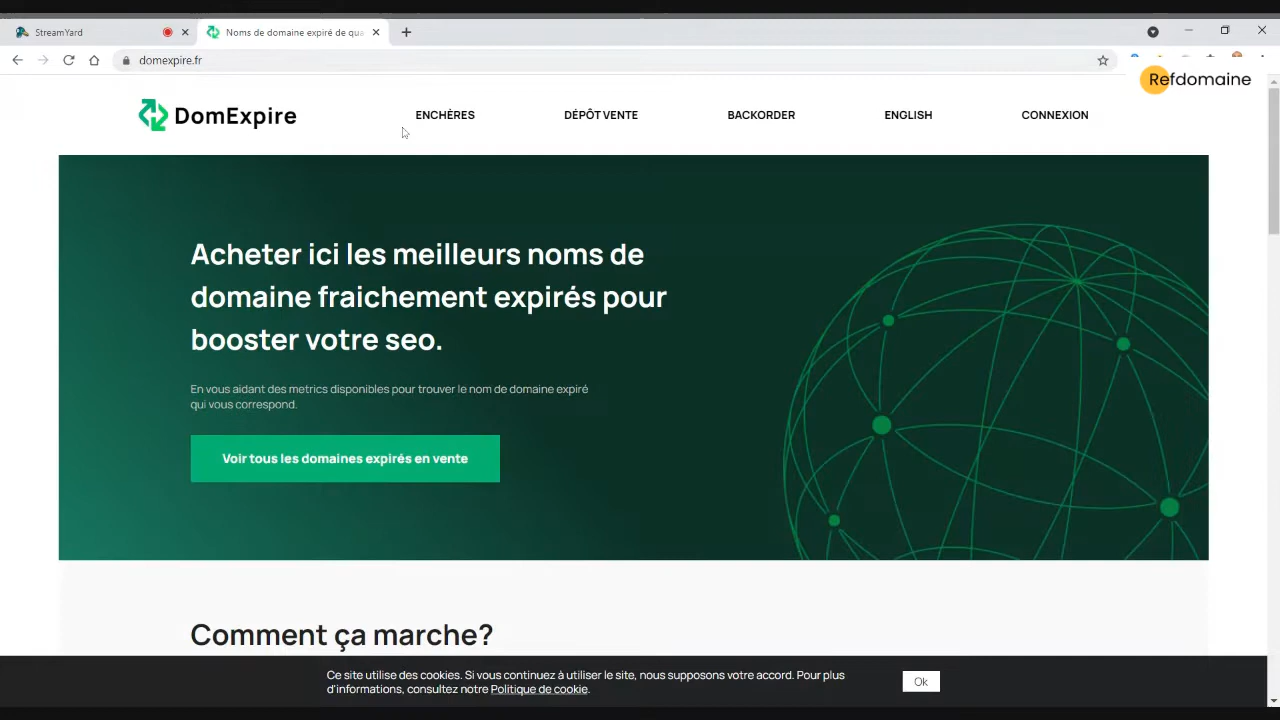 StreamYard
Noms de domaine expiré de qua
domexpire.fr
Refdomaine
DomExpire
ENCHÈRES
DÉPÔT VENTE
BACKORDER
ENGLISH
CONNEXION
Acheter ici les meilleurs noms de
domaine fraichement expirés pour
booster votre seo.
En vous aidant des metrics disponibles pour trouver le nom de domaine expiré
qui vous correspond.
Voir tous les domaines expirés en vente
Comment ça marche?
Ce site utilise des cookies. Si vous continuez à utiliser le site, nous supposons votre accord. Pour plus
d'informations, consultez notre Politique de cookie.
Ok